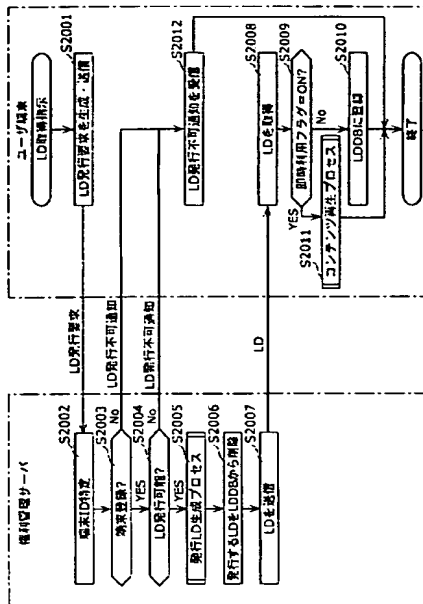 ユーザ端末
LD取得指示
S2001
LD発行要求を生成・送信
LD発行要求
権利管理サーバ
S2002
端末ID特定
S2003
端末登録?
No
LD発行不可通知
YES
S2004
LD発行可能?
No
LD発行不可通知
YES
S2012
LD発行不可通知を受信
S2005
発行LD生成プロセス
S2006
発行するLDをLDDBから削除
S2007
LDを送信
LD
S2008
LDを取得
S2009
即時利用フラグ=ON?
YES
No
S2011
コンテンツ再生プロセス
S2010
LDDBに登録
終了